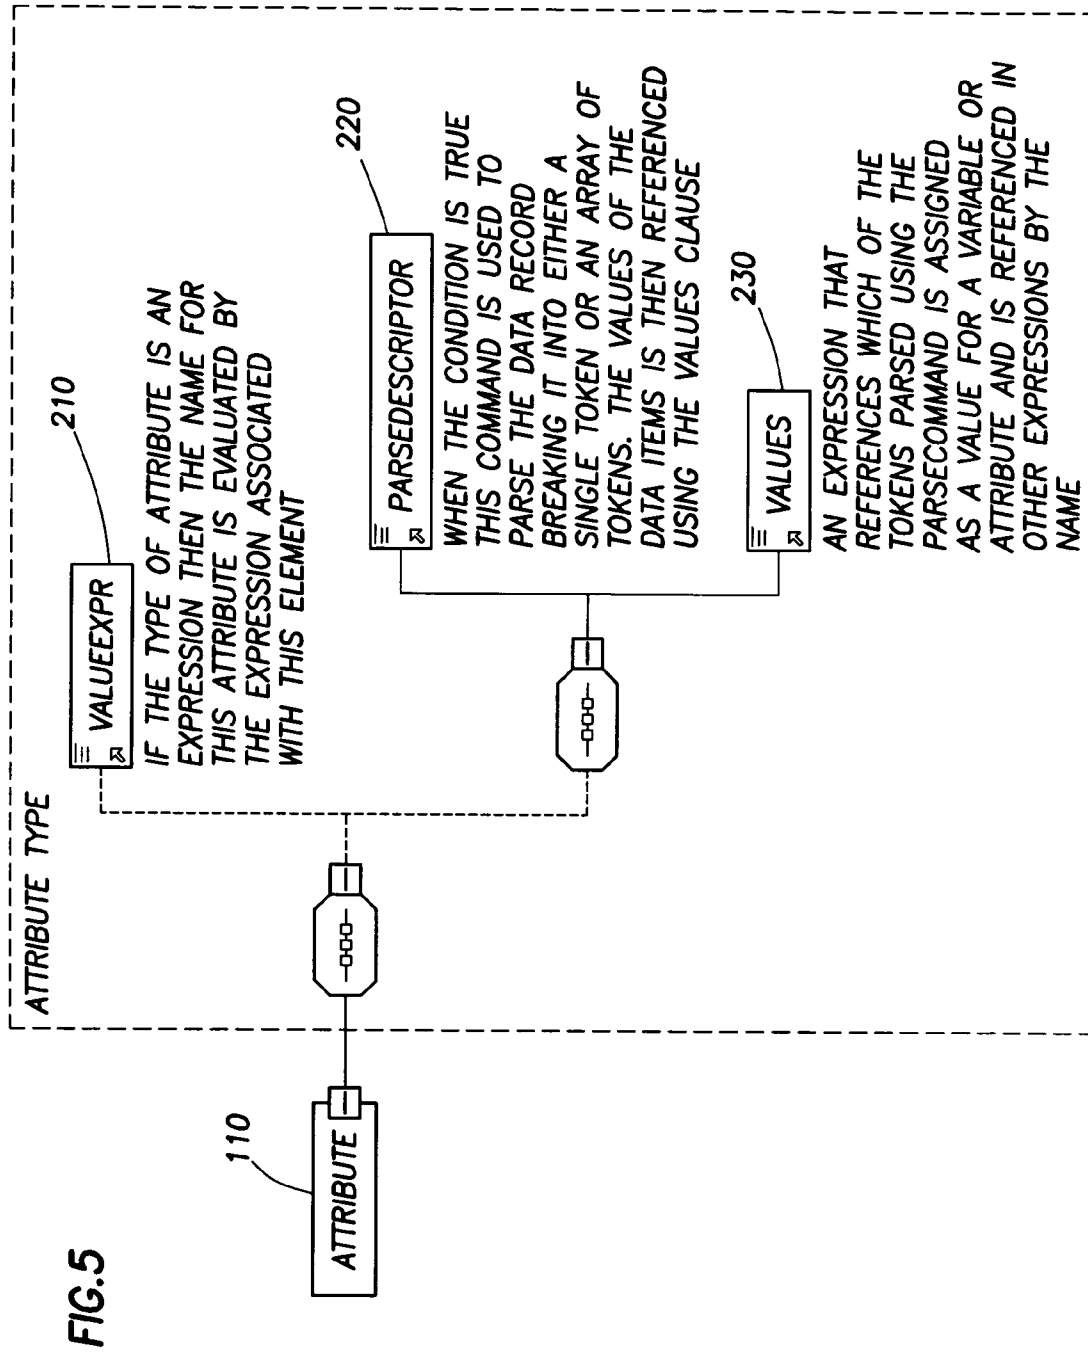 FIG.5
ATTRIBUTE TYPE
110
ATTRIBUTE
210
VALUEEXPR
IF THE TYPE OF ATTRIBUTE IS AN
EXPRESSION THEN THE NAME FOR
THIS ATTRIBUTE IS EVALUATED BY
THE EXPRESSION ASSOCIATED
WITH THIS ELEMENT
220
PARSEDESCRIPTOR
WHEN THE CONDITION IS TRUE
THIS COMMAND IS USED TO
PARSE THE DATA RECORD
BREAKING IT INTO EITHER A
SINGLE TOKEN OR AN ARRAY OF
TOKENS. THE VALUES OF THE
DATA ITEMS IS THEN REFERENCED
USING THE VALUES CLAUSE
230
VALUES
AN EXPRESSION THAT
REFERENCES WHICH OF THE
TOKENS PARSED USING THE
PARSECOMMAND IS ASSIGNED
AS A VALUE FOR A VARIABLE OR
ATTRIBUTE AND IS REFERENCED IN
OTHER EXPRESSIONS BY THE
NAME